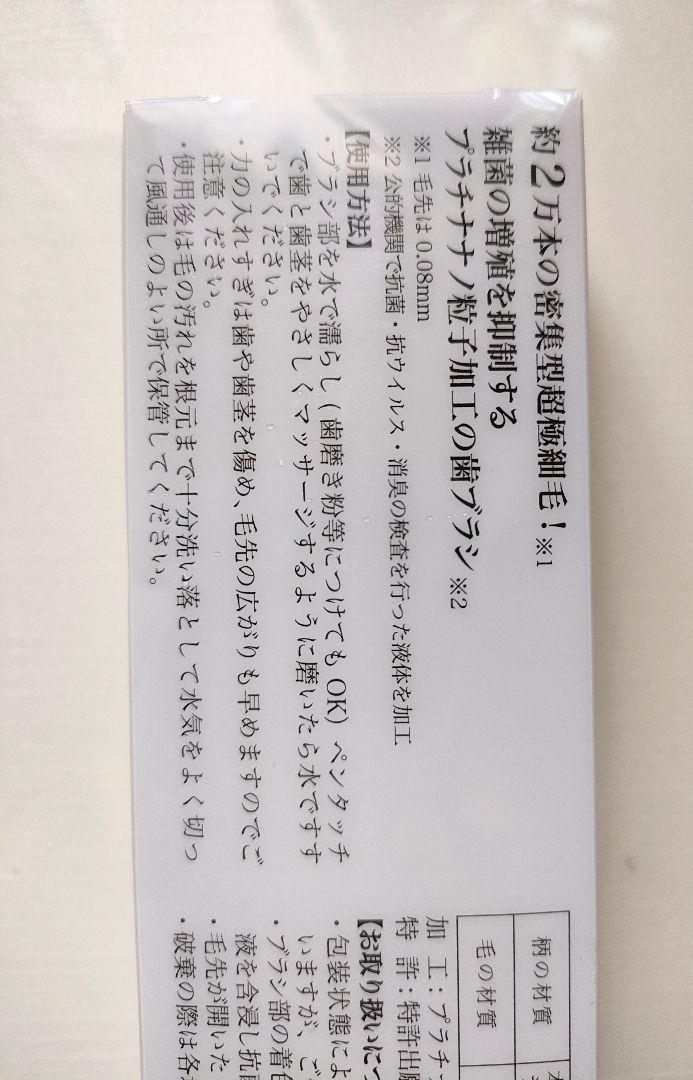 約2万本の密集型超極細毛！※1
雑菌の増殖を抑制する
プラチナナノ粒子加工の歯ブラシ※2
※1 毛先は 0.08mm
※2 公的機関で抗菌・抗ウイルス・消臭の検査を行った液体を加工
【使用方法】
・ブラシ部を水で濡らし（歯磨き粉等につけても OK）ペンタッチ
で歯と歯茎をやさしくマッサージするように磨いたら水ですす
いでください。
・力の入れすぎは歯や歯茎を傷め、毛先の広がりも早めますのでご
注意ください。
・使用後は毛の汚れを根元まで十分洗い落として水気をよく切っ
て風通しのよい所で保管してください。
柄の材質
毛の材質
加 工：プラチ
特 許：特許出願
【お取り扱いにつ
・包装状態によ
いますが、ご
・ブラシ部の着色
液を含浸し抗菌
・毛先が開いた
・破棄の際は各